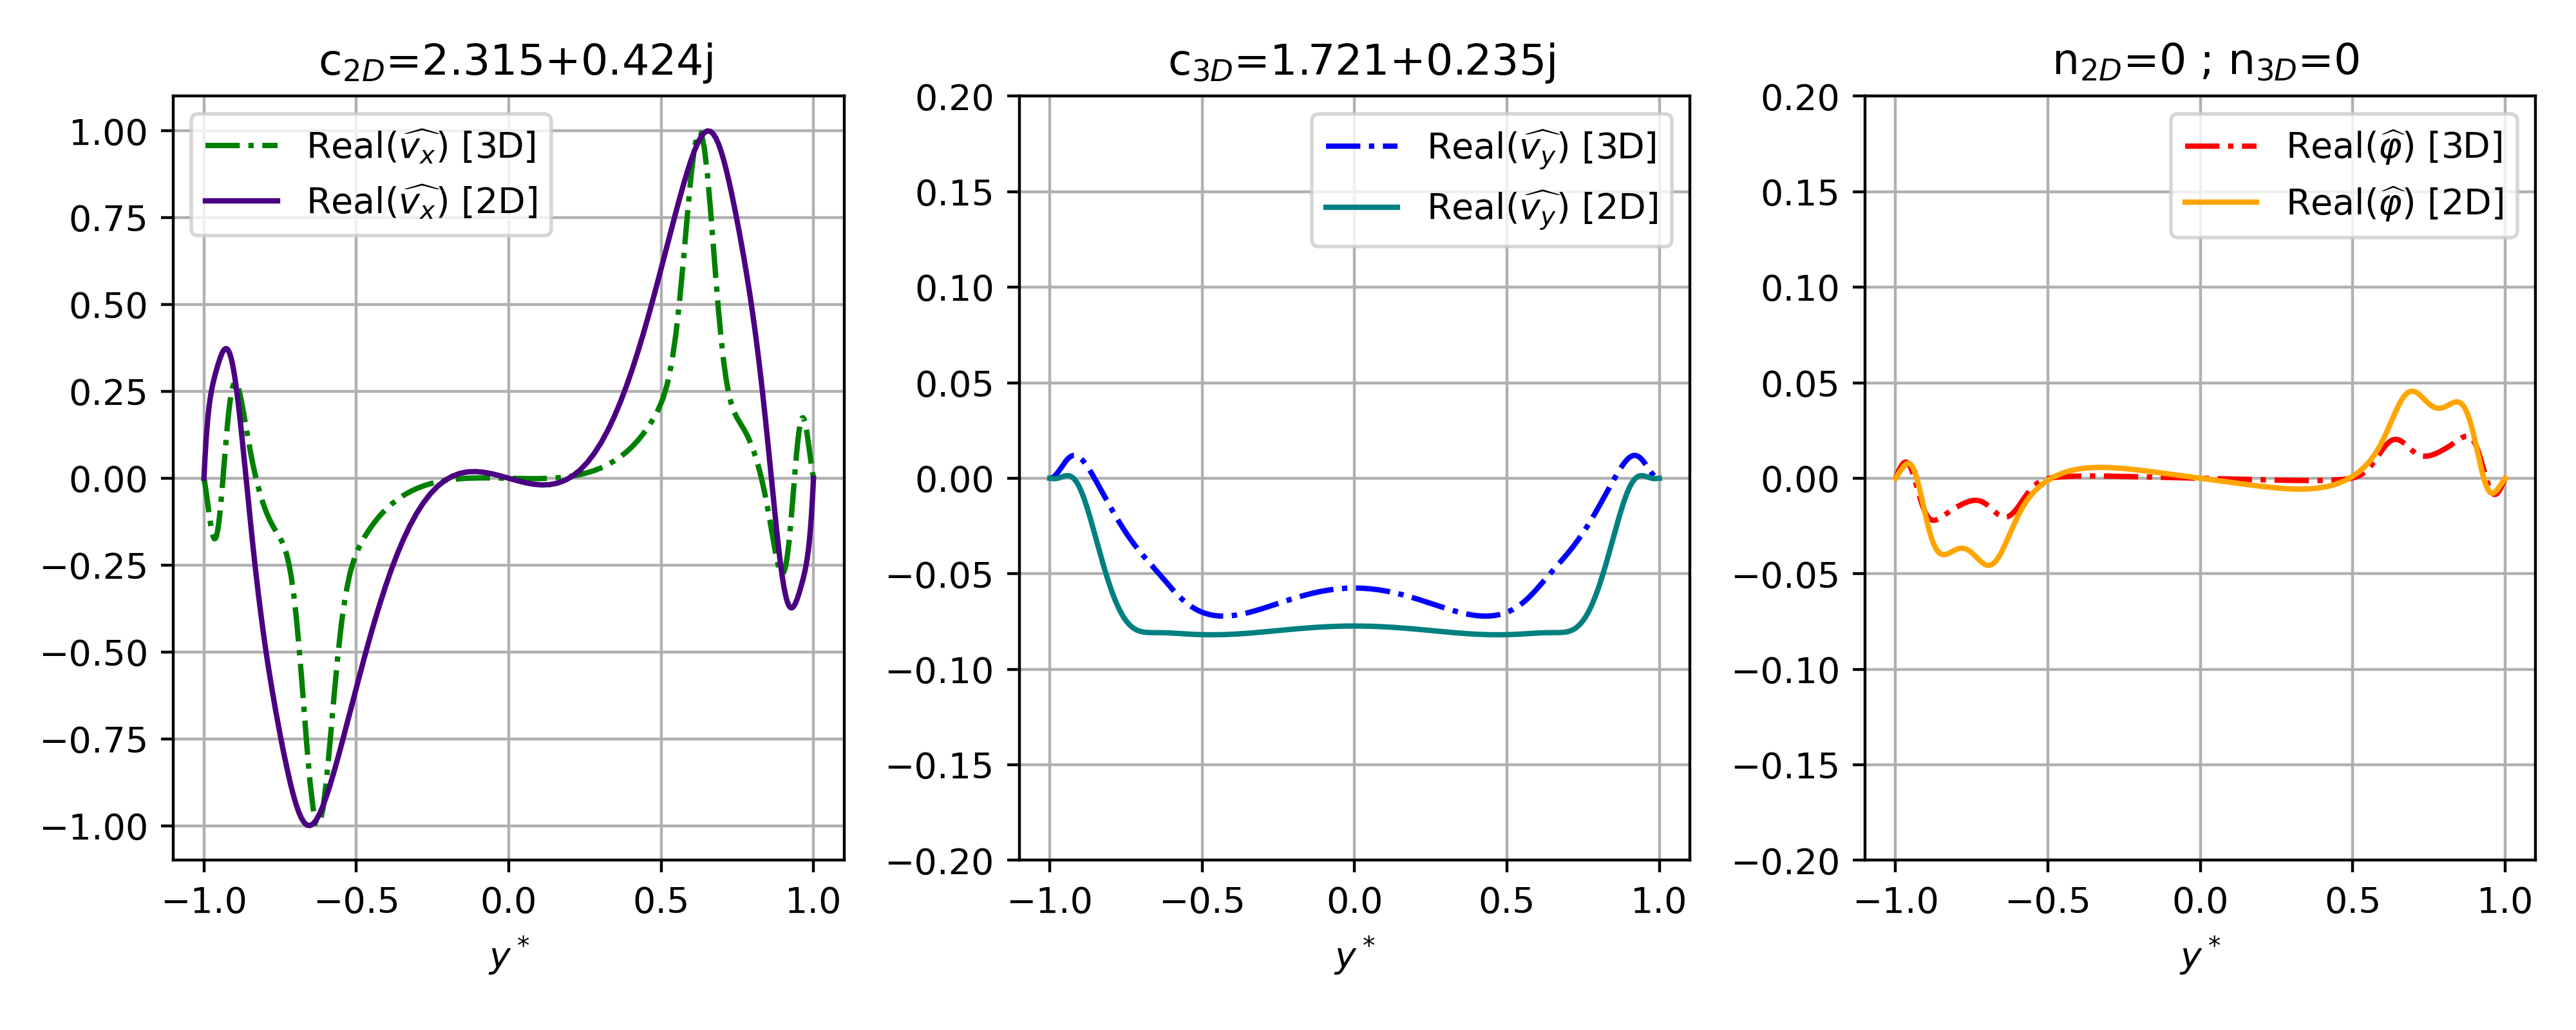 c2D=2.315+0.424j
1.00
0.75
0.50
0.25
0.00
−0.25
−0.50
−0.75
−1.00
Real(v̂x) [3D]
Real(v̂x) [2D]
−1.0 −0.5 0.0 0.5 1.0
y*
c3D=1.721+0.235j
0.20
0.15
0.10
0.05
0.00
−0.05
−0.10
−0.15
−0.20
Real(v̂y) [3D]
Real(v̂y) [2D]
−1.0 −0.5 0.0 0.5 1.0
y*
n2D=0 ; n3D=0
0.20
0.15
0.10
0.05
0.00
−0.05
−0.10
−0.15
−0.20
Real(φ̂) [3D]
Real(φ̂) [2D]
−1.0 −0.5 0.0 0.5 1.0
y*